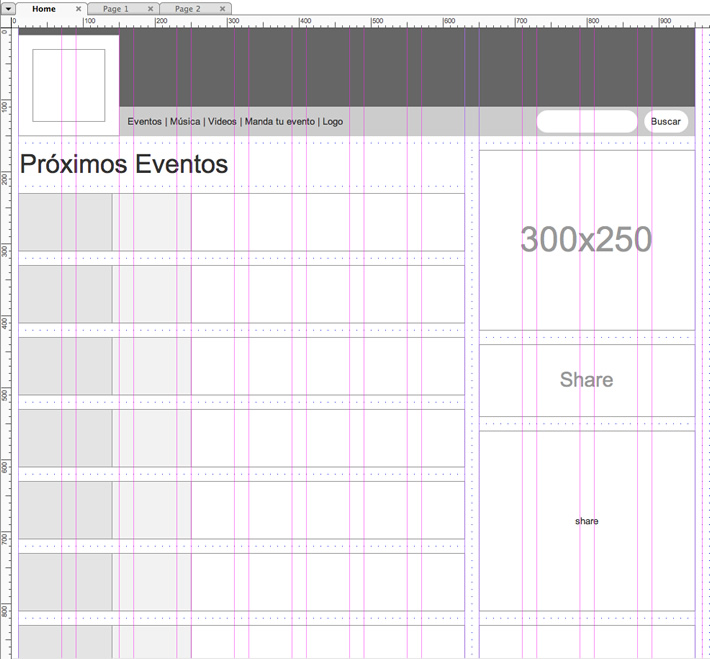 Home Page 1 Page 2
0 100 200 300 400 500 600 700 800 900
0
100
Eventos | Música | Videos | Manda tu evento | Logo
Buscar
Próximos Eventos
200
300x250
300
400
Share
500
600
share
700
800